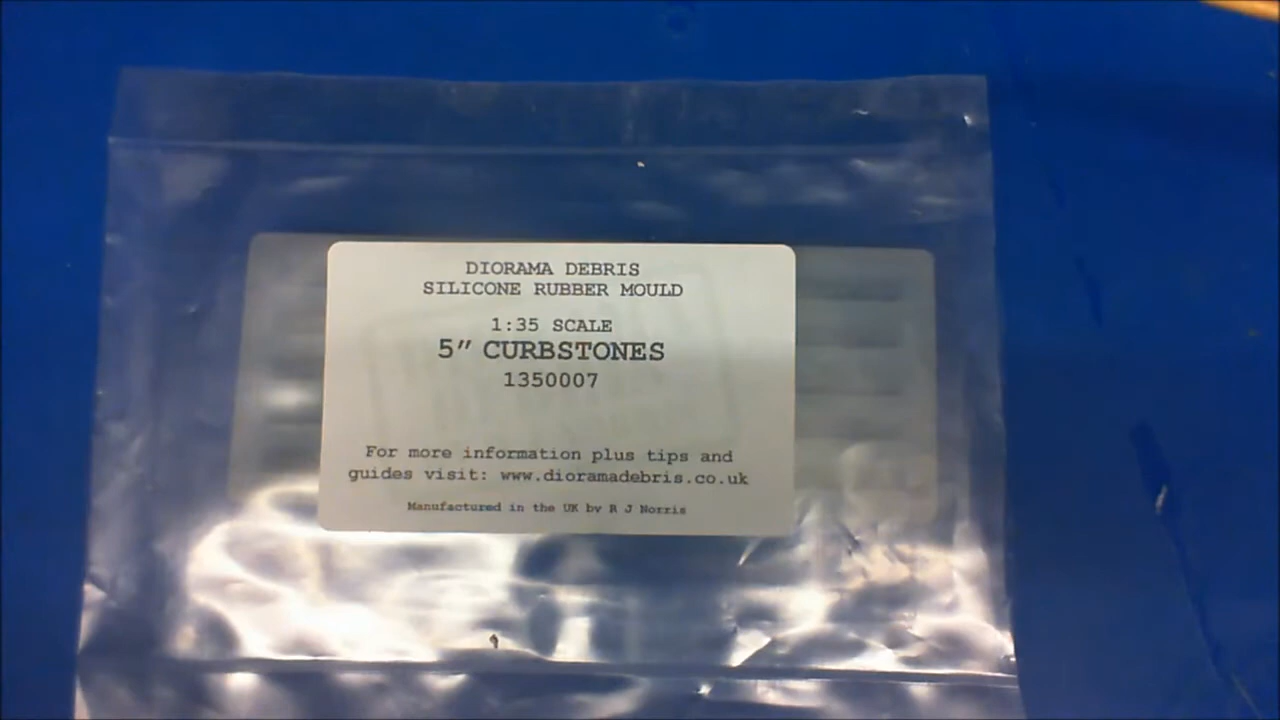 DIORAMA DEBRIS
SILICONE RUBBER MOULD
1:35 SCALE
5″ CURBSTONES
1350007
For more information plus tips and
guides visit: www.dioramadebris.co.uk
Manufactured in the UK by R J Norris